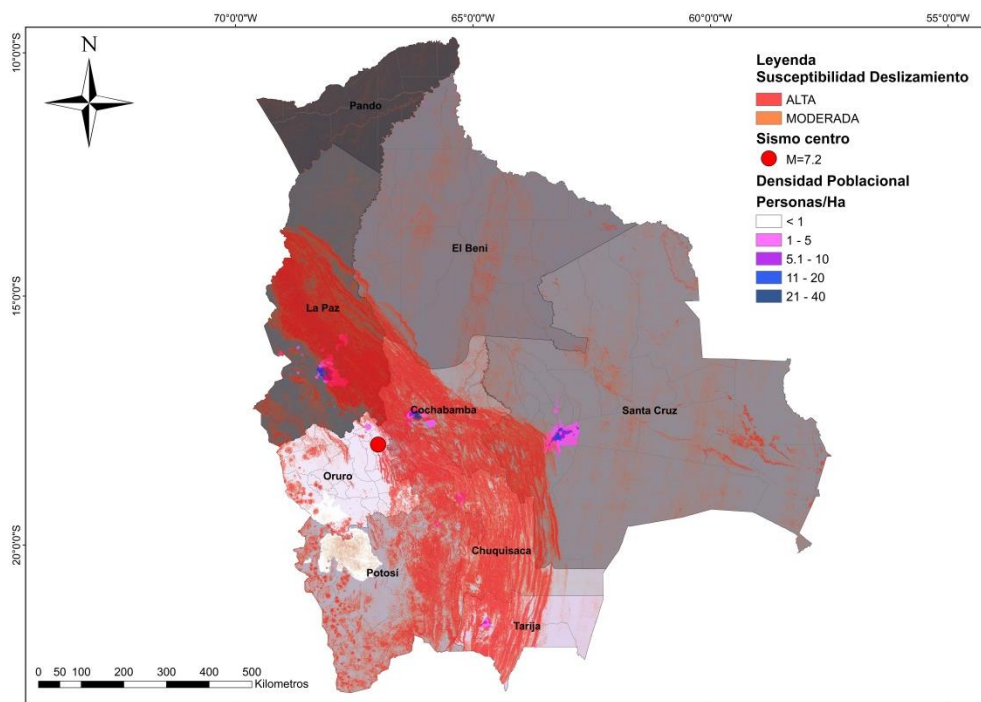 70°0'0"W 65°0'0"W 60°0'0"W 55°0'0"W
10°0'0"S
15°0'0"S
20°0'0"S
N
Leyenda
Susceptibilidad Deslizamiento
ALTA
MODERADA
Sismo centro
M=7.2
Densidad Poblacional
Personas/Ha
< 1
1 - 5
5.1 - 10
11 - 20
21 - 40
Pando
El Beni
La Paz
Cochabamba
Santa Cruz
Oruro
Chuquisaca
Potosí
Tarija
0 50 100 200 300 400 500
Kilometros